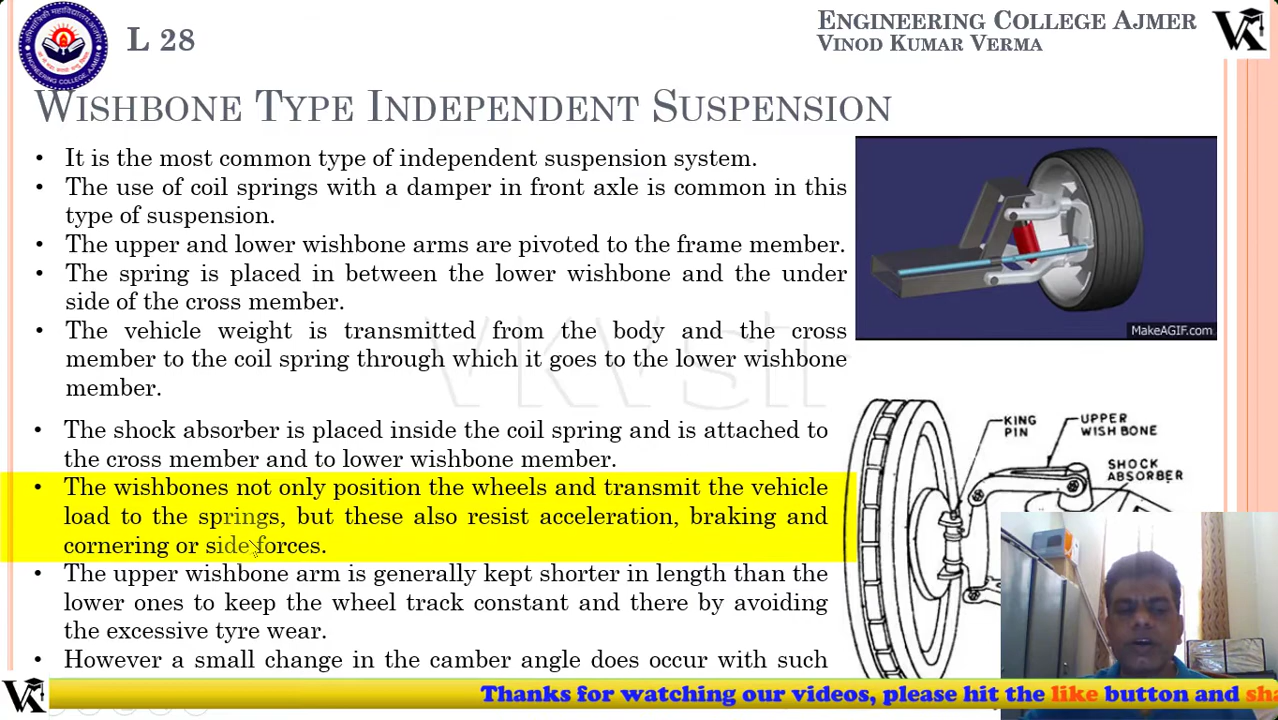 L 28
ENGINEERING COLLEGE AJMER
VINOD KUMAR VERMA
WISHBONE TYPE INDEPENDENT SUSPENSION
• It is the most common type of independent suspension system.
• The use of coil springs with a damper in front axle is common in this
type of suspension.
• The upper and lower wishbone arms are pivoted to the frame member.
• The spring is placed in between the lower wishbone and the under
side of the cross member.
• The vehicle weight is transmitted from the body and the cross
member to the coil spring through which it goes to the lower wishbone
member.
• The shock absorber is placed inside the coil spring and is attached to
the cross member and to lower wishbone member.
• The wishbones not only position the wheels and transmit the vehicle
load to the springs, but these also resist acceleration, braking and
cornering or side forces.
• The upper wishbone arm is generally kept shorter in length than the
lower ones to keep the wheel track constant and there by avoiding
the excessive tyre wear.
• However a small change in the camber angle does occur with such
MakeAGIF.com
KING
PIN
UPPER
WISH BONE
SHOCK
ABSORBER
Thanks for watching our videos, please hit the like button and sha